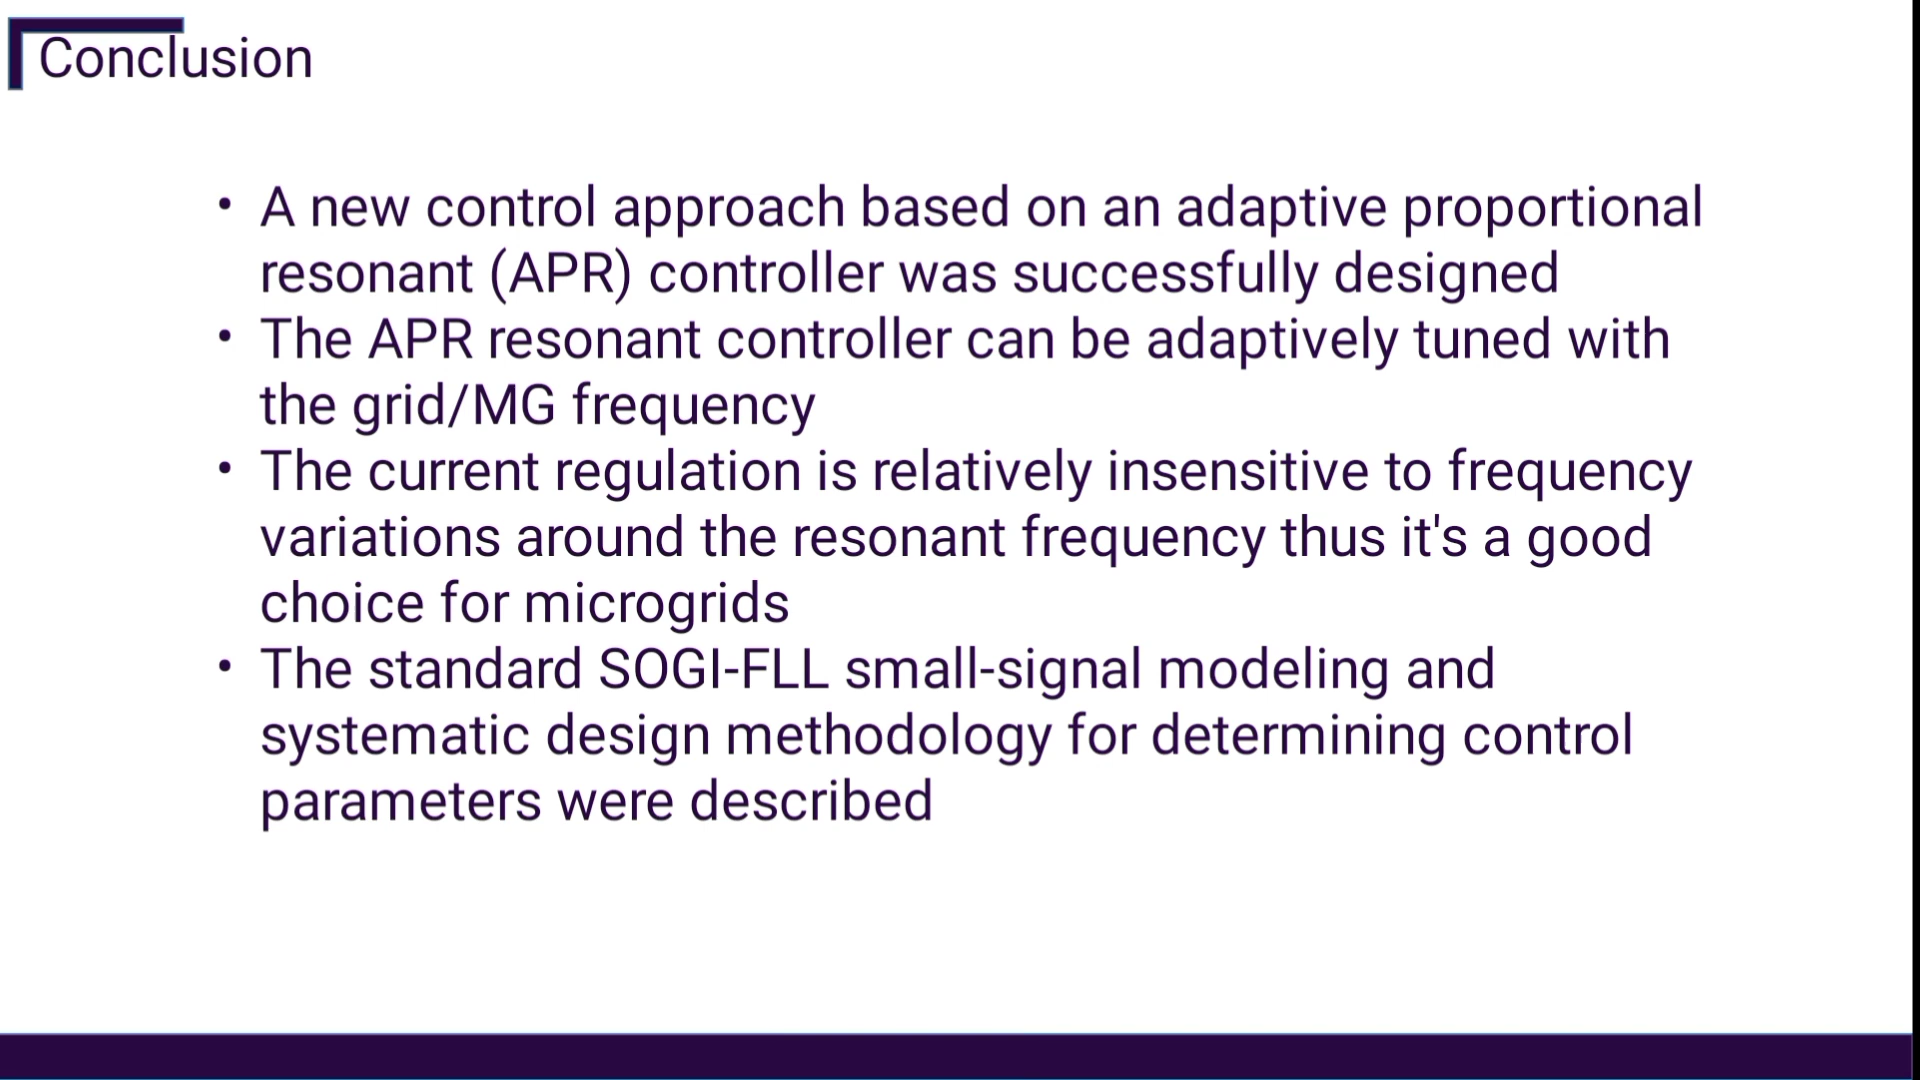 Conclusion
• A new control approach based on an adaptive proportional
resonant (APR) controller was successfully designed
• The APR resonant controller can be adaptively tuned with
the grid/MG frequency
• The current regulation is relatively insensitive to frequency
variations around the resonant frequency thus it's a good
choice for microgrids
• The standard SOGI-FLL small-signal modeling and
systematic design methodology for determining control
parameters were described